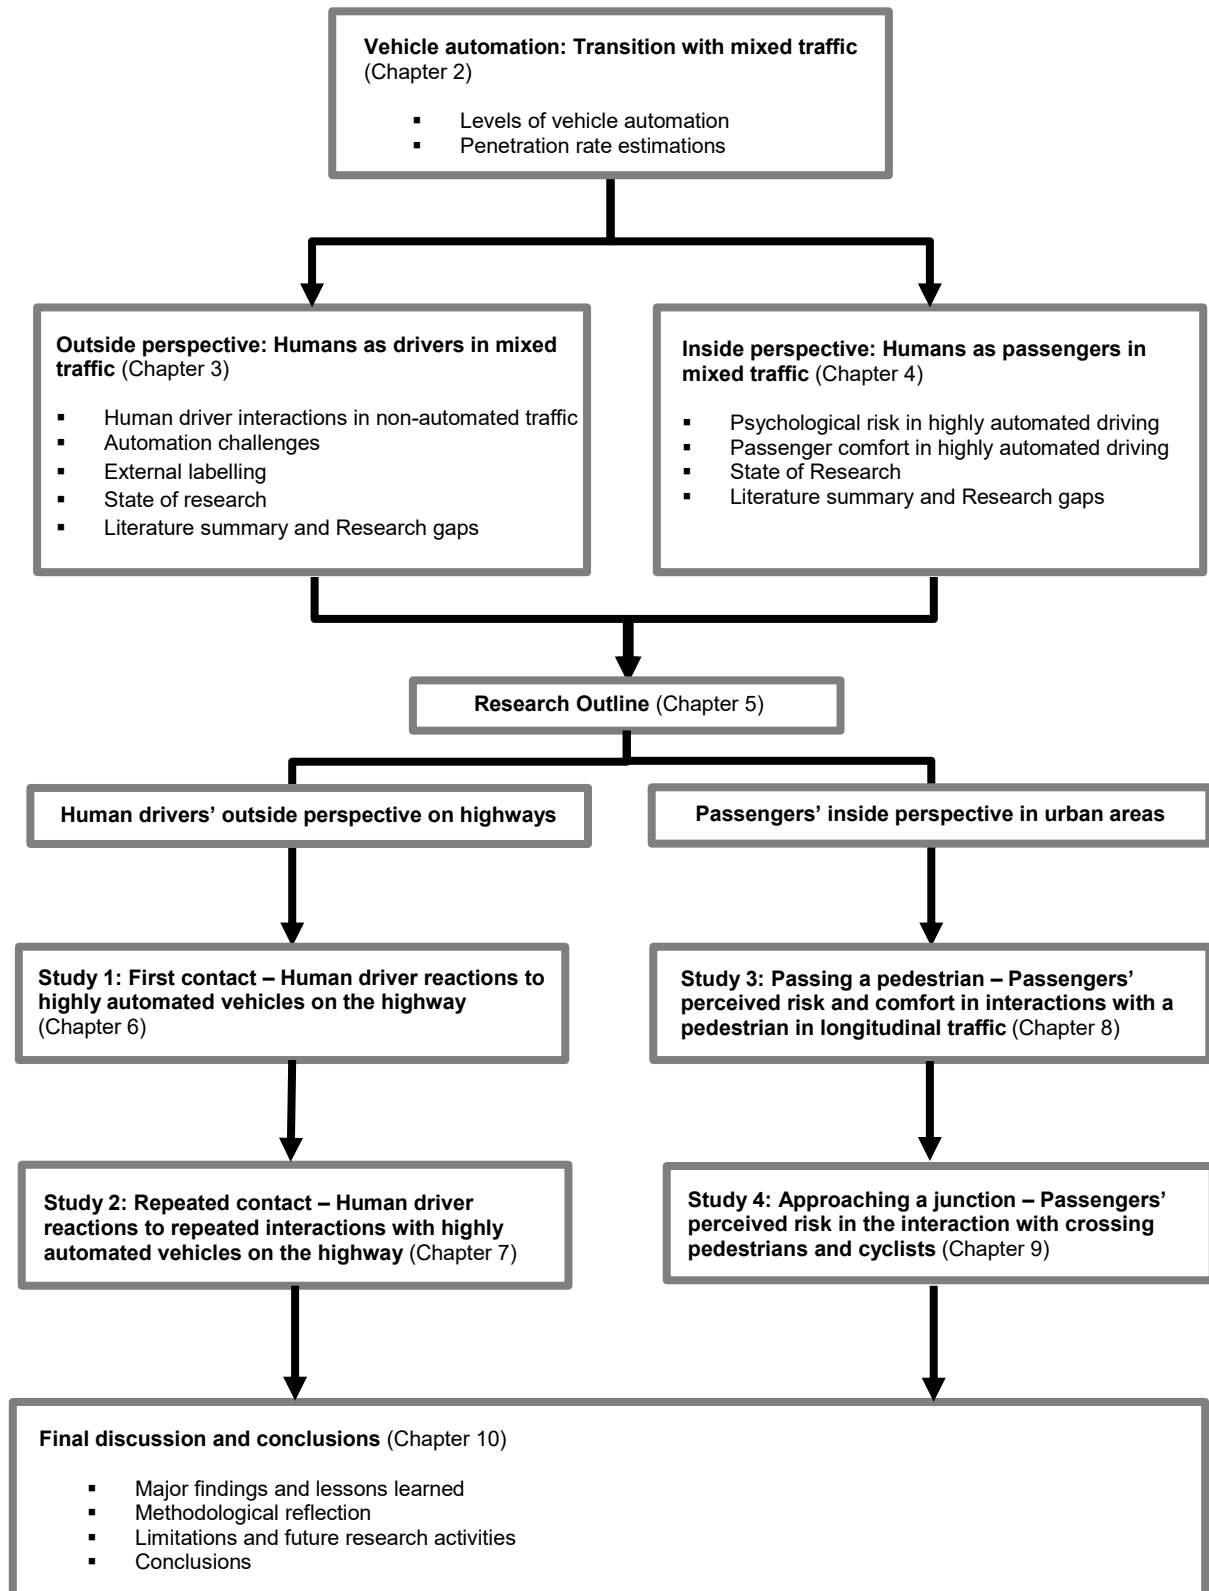 Vehicle automation: Transition with mixed traffic
(Chapter 2)
▪ Levels of vehicle automation
▪ Penetration rate estimations
Outside perspective: Humans as drivers in mixed
traffic (Chapter 3)
▪ Human driver interactions in non-automated traffic
▪ Automation challenges
▪ External labelling
▪ State of research
▪ Literature summary and Research gaps
Inside perspective: Humans as passengers in
mixed traffic (Chapter 4)
▪ Psychological risk in highly automated driving
▪ Passenger comfort in highly automated driving
▪ State of Research
▪ Literature summary and Research gaps
Research Outline (Chapter 5)
Human drivers’ outside perspective on highways
Passengers’ inside perspective in urban areas
Study 1: First contact – Human driver reactions to
highly automated vehicles on the highway
(Chapter 6)
Study 3: Passing a pedestrian – Passengers’
perceived risk and comfort in interactions with a
pedestrian in longitudinal traffic (Chapter 8)
Study 2: Repeated contact – Human driver
reactions to repeated interactions with highly
automated vehicles on the highway (Chapter 7)
Study 4: Approaching a junction – Passengers’
perceived risk in the interaction with crossing
pedestrians and cyclists (Chapter 9)
Final discussion and conclusions (Chapter 10)
▪ Major findings and lessons learned
▪ Methodological reflection
▪ Limitations and future research activities
▪ Conclusions